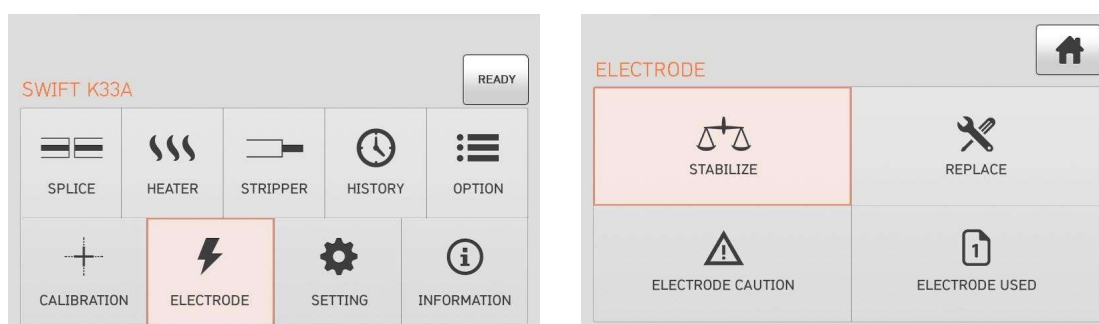 SWIFT K33A
READY
SPLICE
HEATER
STRIPPER
HISTORY
OPTION
CALIBRATION
ELECTRODE
SETTING
INFORMATION
ELECTRODE
STABILIZE
REPLACE
ELECTRODE CAUTION
1
ELECTRODE USED